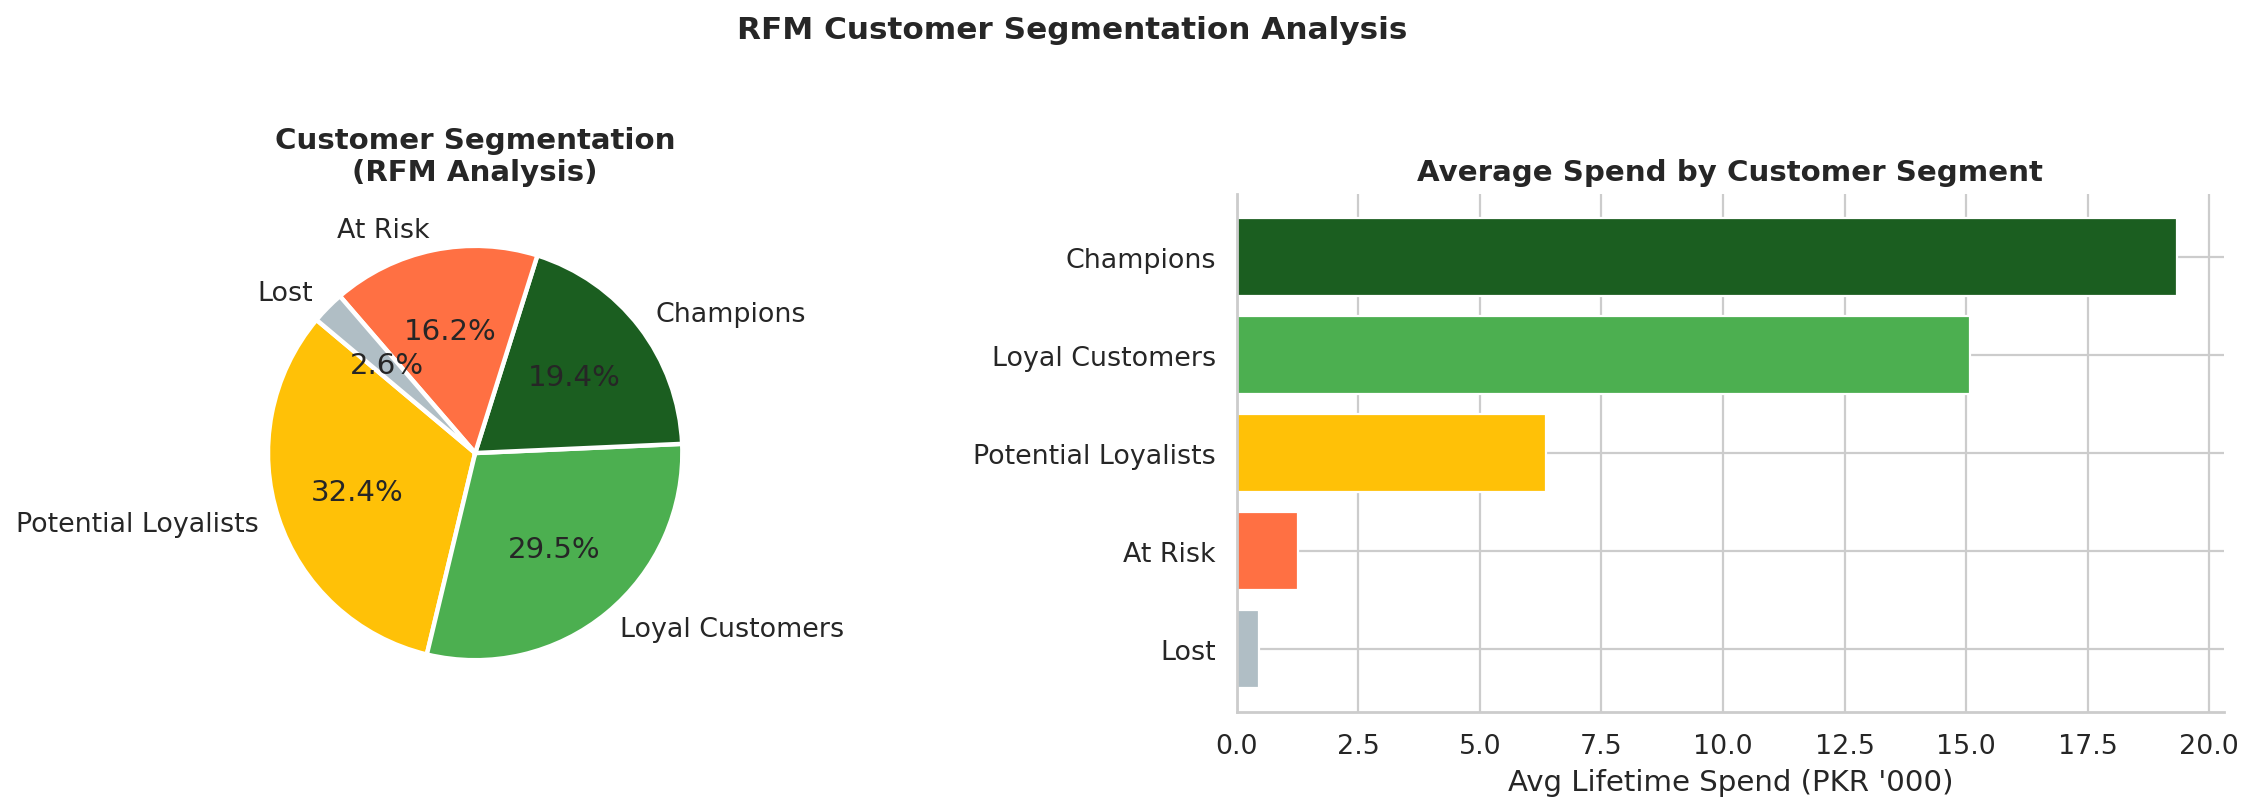 RFM Customer Segmentation Analysis
Customer Segmentation
(RFM Analysis)
At Risk
Lost
Champions
16.2%
2.6%
19.4%
32.4%
Potential Loyalists
29.5%
Loyal Customers
Average Spend by Customer Segment
Champions
Loyal Customers
Potential Loyalists
At Risk
Lost
0.0 2.5 5.0 7.5 10.0 12.5 15.0 17.5 20.0
Avg Lifetime Spend (PKR '000)